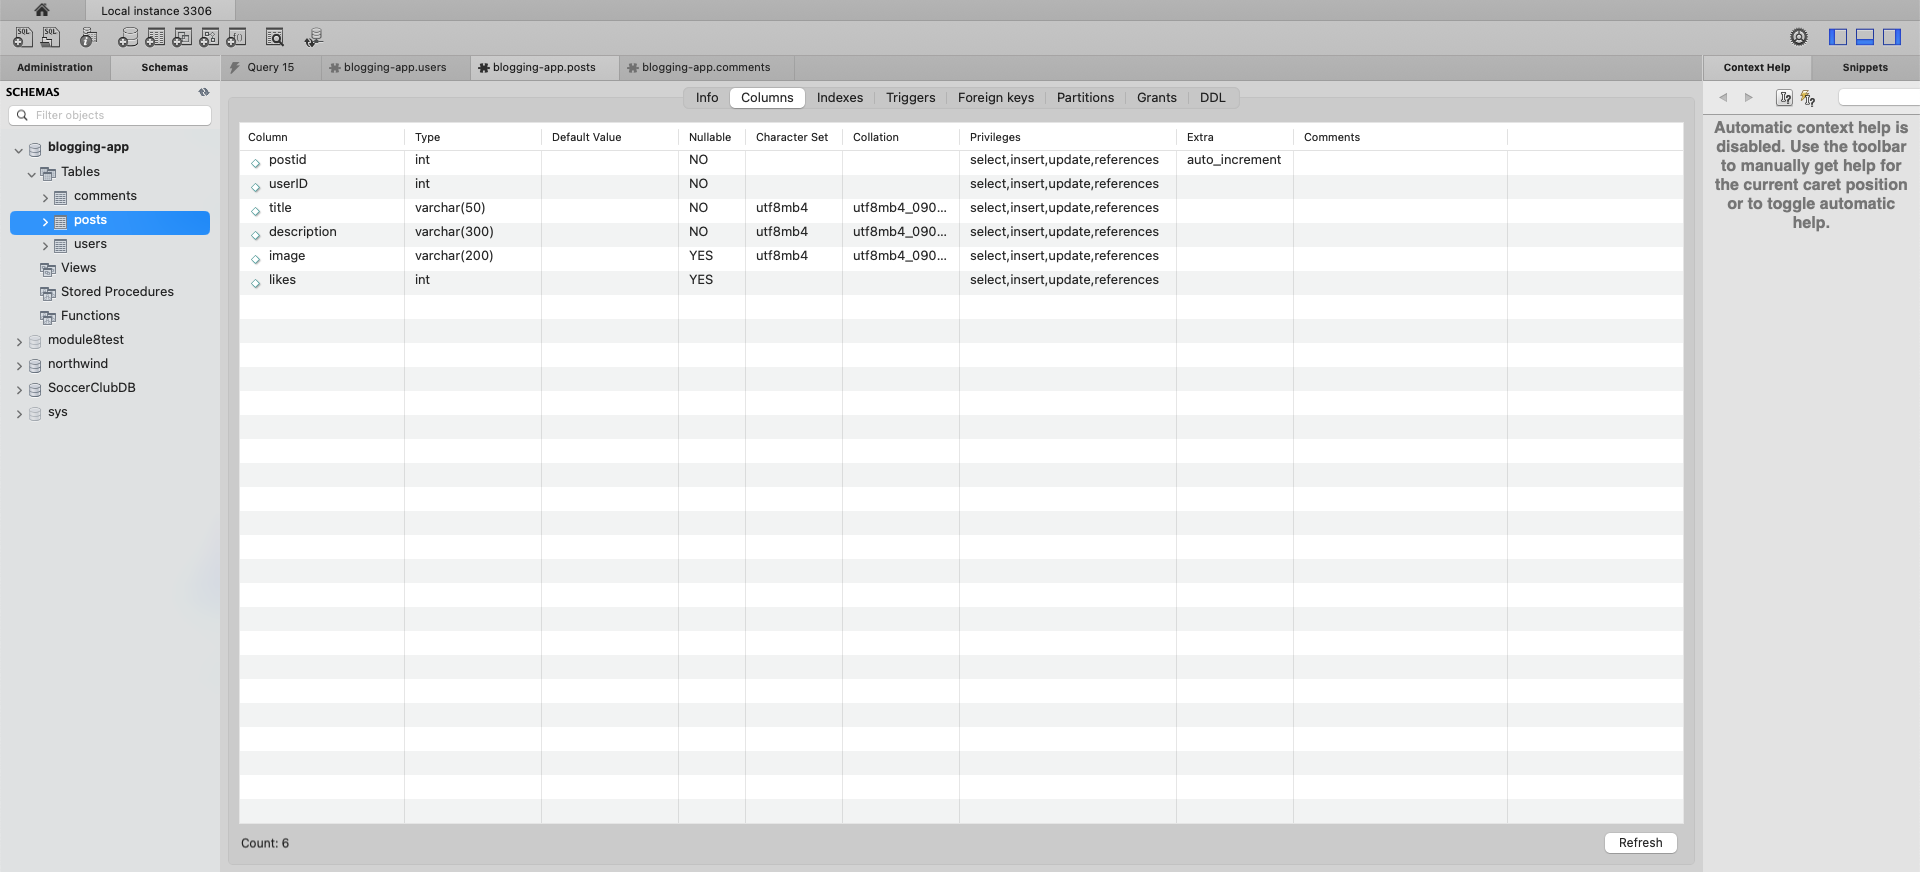 Local instance 3306
Administration Schemas Query 15 blogging-app.users blogging-app.posts blogging-app.comments Context Help Snippets
SCHEMAS
Filter objects
blogging-app
Tables
comments
posts
users
Views
Stored Procedures
Functions
module8test
northwind
SoccerClubDB
sys
Info Columns Indexes Triggers Foreign keys Partitions Grants DDL
Column Type Default Value Nullable Character Set Collation Privileges Extra Comments
postid int NO select,insert,update,references auto_increment
userID int NO select,insert,update,references
title varchar(50) NO utf8mb4 utf8mb4_090... select,insert,update,references
description varchar(300) NO utf8mb4 utf8mb4_090... select,insert,update,references
image varchar(200) YES utf8mb4 utf8mb4_090... select,insert,update,references
likes int YES select,insert,update,references
Count: 6
Refresh
Automatic context help is
disabled. Use the toolbar
to manually get help for
the current caret position
or to toggle automatic
help.